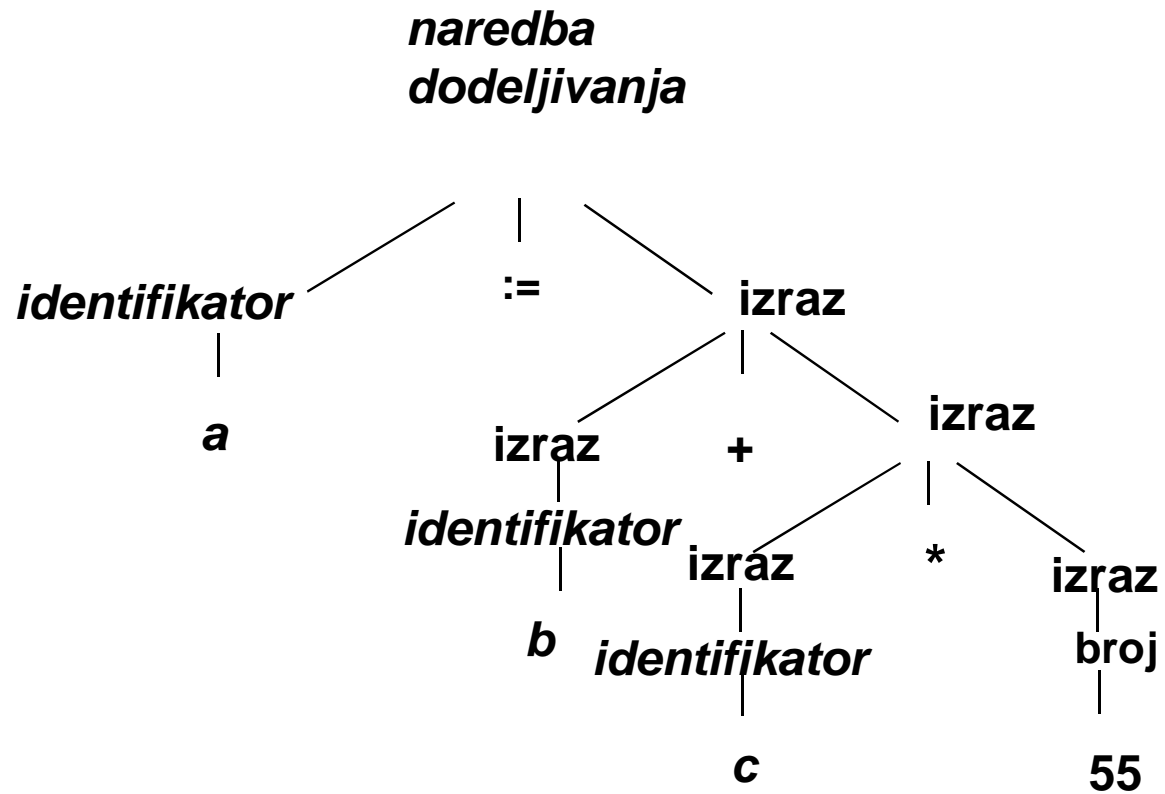 naredba
dodeljivanja
identifikator
:=
izraz
a
izraz
+
izraz
identifikator
izraz
*
izraz
b
identifikator
broj
c
55